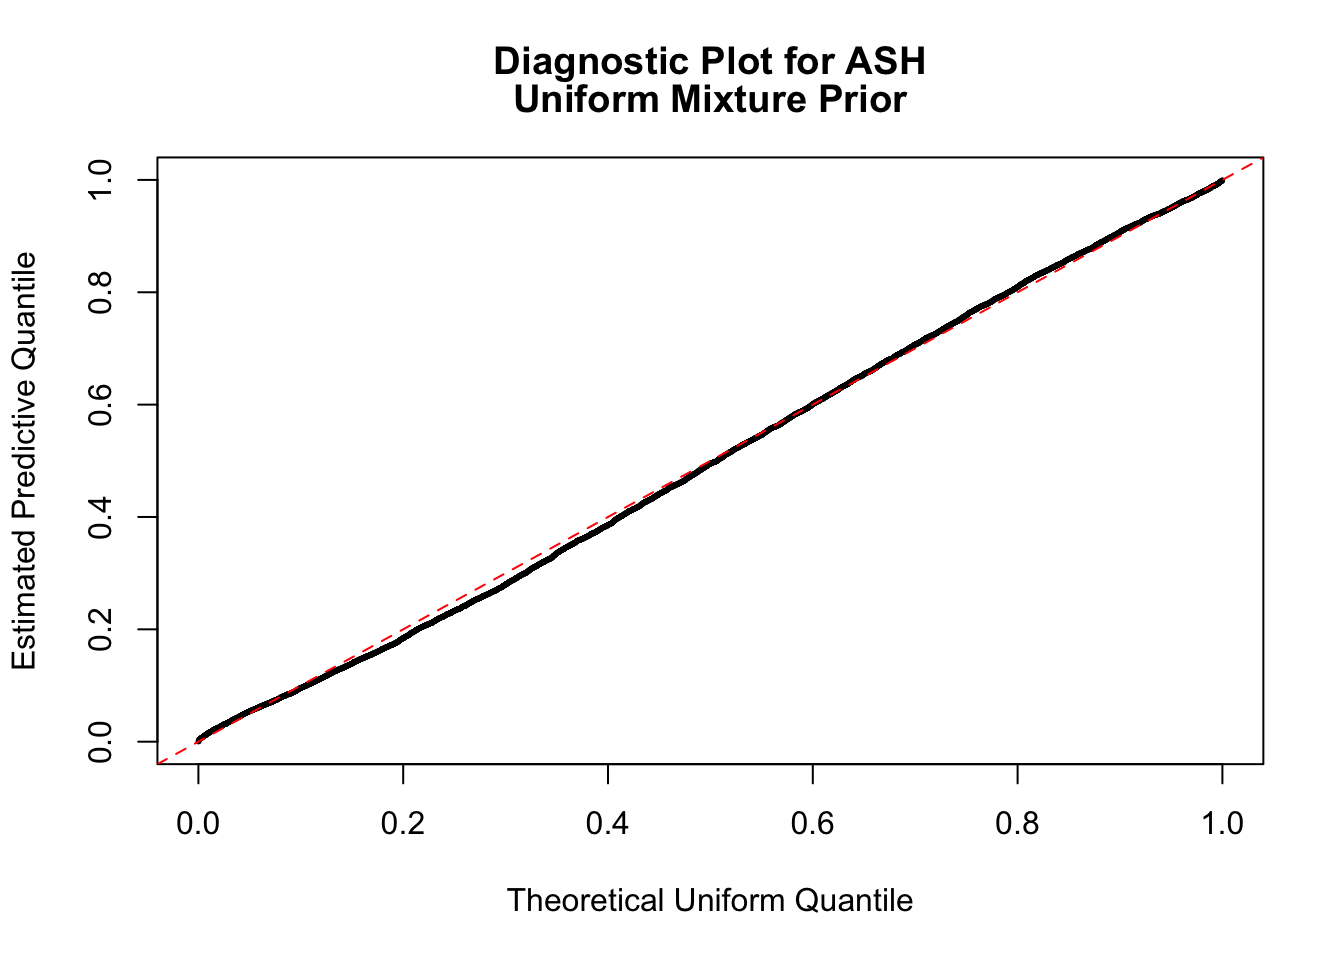 Diagnostic Plot for ASH
Uniform Mixture Prior
Estimated Predictive Quantile
1.0
0.8
0.6
0.4
0.2
0.0
0.0 0.2 0.4 0.6 0.8 1.0
Theoretical Uniform Quantile